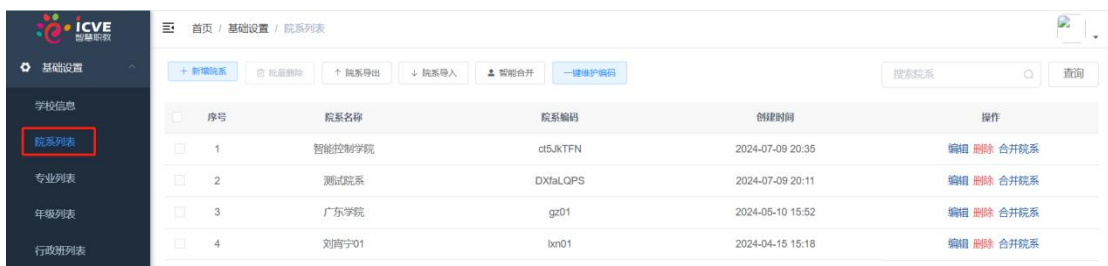 icve
智慧职教
首页 / 基础设置 / 院系列表
基础设置
+ 新增院系 批量删除 ↑ 院系导出 ↓ 院系导入 智能合并 一键维护编码 搜索院系 查询
学校信息
序号 院系名称 院系编码 创建时间 操作
院系列表
1 智能控制学院 ct5JkTFN 2024-07-09 20:35 编辑 删除 合并院系
专业列表
2 测试院系 DXfaLQPS 2024-07-09 20:11 编辑 删除 合并院系
年级列表
3 广东学院 gz01 2024-05-10 15:52 编辑 删除 合并院系
行政班列表
4 刘宵宁01 lxn01 2024-04-15 15:18 编辑 删除 合并院系